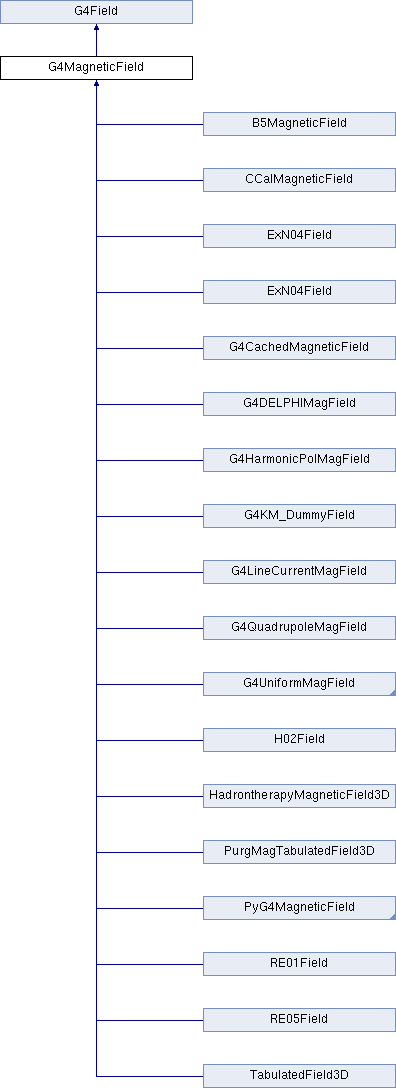 G4Field
G4MagneticField
B5MagneticField
CCalMagneticField
ExN04Field
ExN04Field
G4CachedMagneticField
G4DELPHIMagField
G4HarmonicPolMagField
G4KM_DummyField
G4LineCurrentMagField
G4QuadrupoleMagField
G4UniformMagField
H02Field
HadrontherapyMagneticField3D
PurgMagTabulatedField3D
PyG4MagneticField
RE01Field
RE05Field
TabulatedField3D